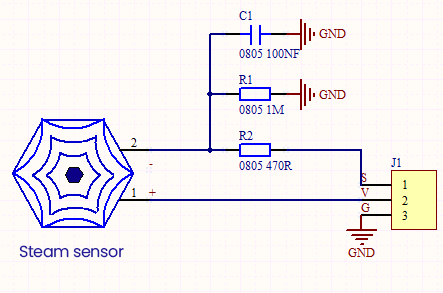 C1
GND
0805 100NF
R1
GND
0805 1M
2
R2
-
0805 470R
J1
S
1
1
+
V
2
G
3
Steam sensor
GND